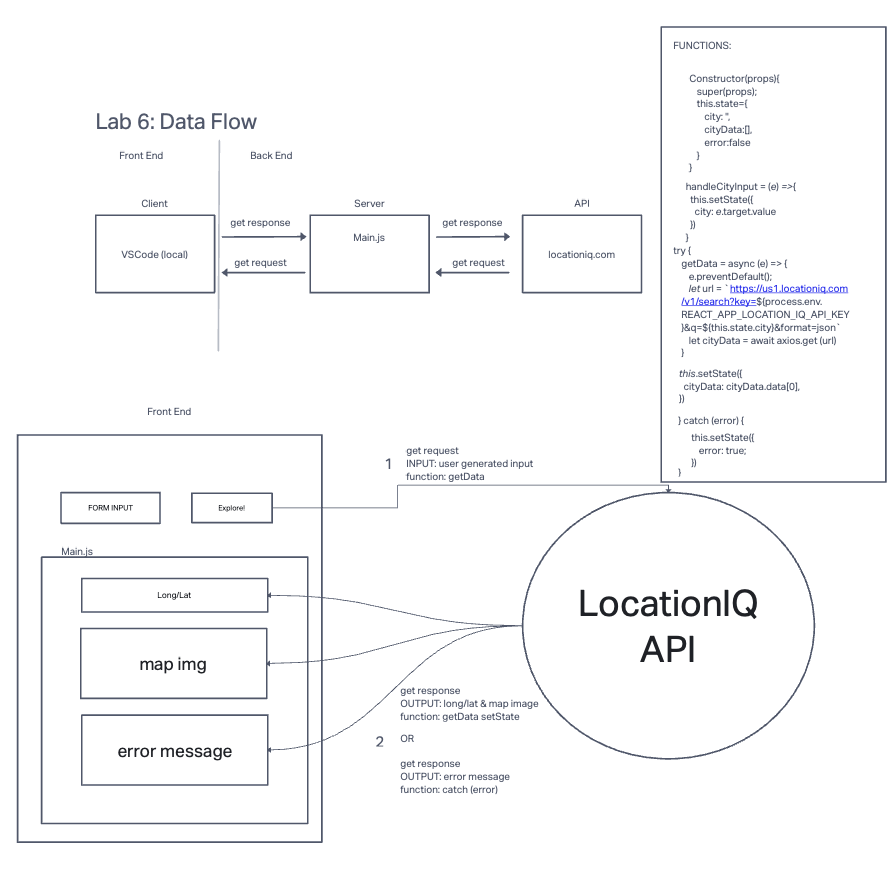 FUNCTIONS:
Constructor(props){
super(props);
this.state={
city: '',
cityData:[],
error:false
}
}
handleCityInput = (e) =>{
this.setState({
city: e.target.value
})
}
try {
getData = async (e) => {
e.preventDefault();
let url = `https://us1.locationiq.com
/v1/search?key=${process.env.
REACT_APP_LOCATION_IQ_API_KEY
}&q=${this.state.city}&format=json`
let cityData = await axios.get (url)
}
this.setState({
cityData: cityData.data[0],
})
} catch (error) {
this.setState({
error: true;
})
}
Lab 6: Data Flow
Front End
Back End
Client
Server
API
VSCode (local)
get response
get request
Main.js
get response
get request
locationiq.com
Front End
1
get request
INPUT: user generated input
function: getData
FORM INPUT
Explore!
Main.js
Long/Lat
map img
error message
LocationIQ
API
2
get response
OUTPUT: long/lat & map image
function: getData setState
OR
get response
OUTPUT: error message
function: catch (error)